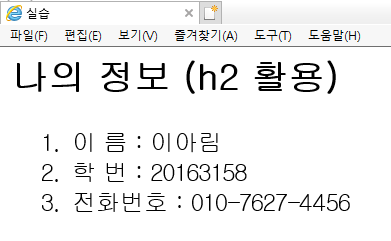 실습
파일(F) 편집(E) 보기(V) 즐겨찾기(A) 도구(T) 도움말(H)
나의 정보 (h2 활용)
1. 이 름 : 이아림
2. 학 번 : 20163158
3. 전화번호 : 010-7627-4456